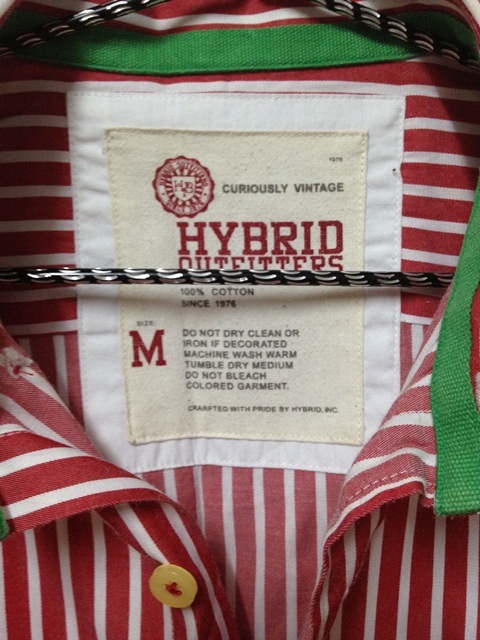 1976
CURIOUSLY VINTAGE
HYBRID
OUTFITTERS
100% COTTON
SINCE 1976
SIZE:
M
DO NOT DRY CLEAN OR
IRON IF DECORATED
MACHINE WASH WARM
TUMBLE DRY MEDIUM
DO NOT BLEACH
COLORED GARMENT.
CRAFTED WITH PRIDE BY HYBRID, INC.